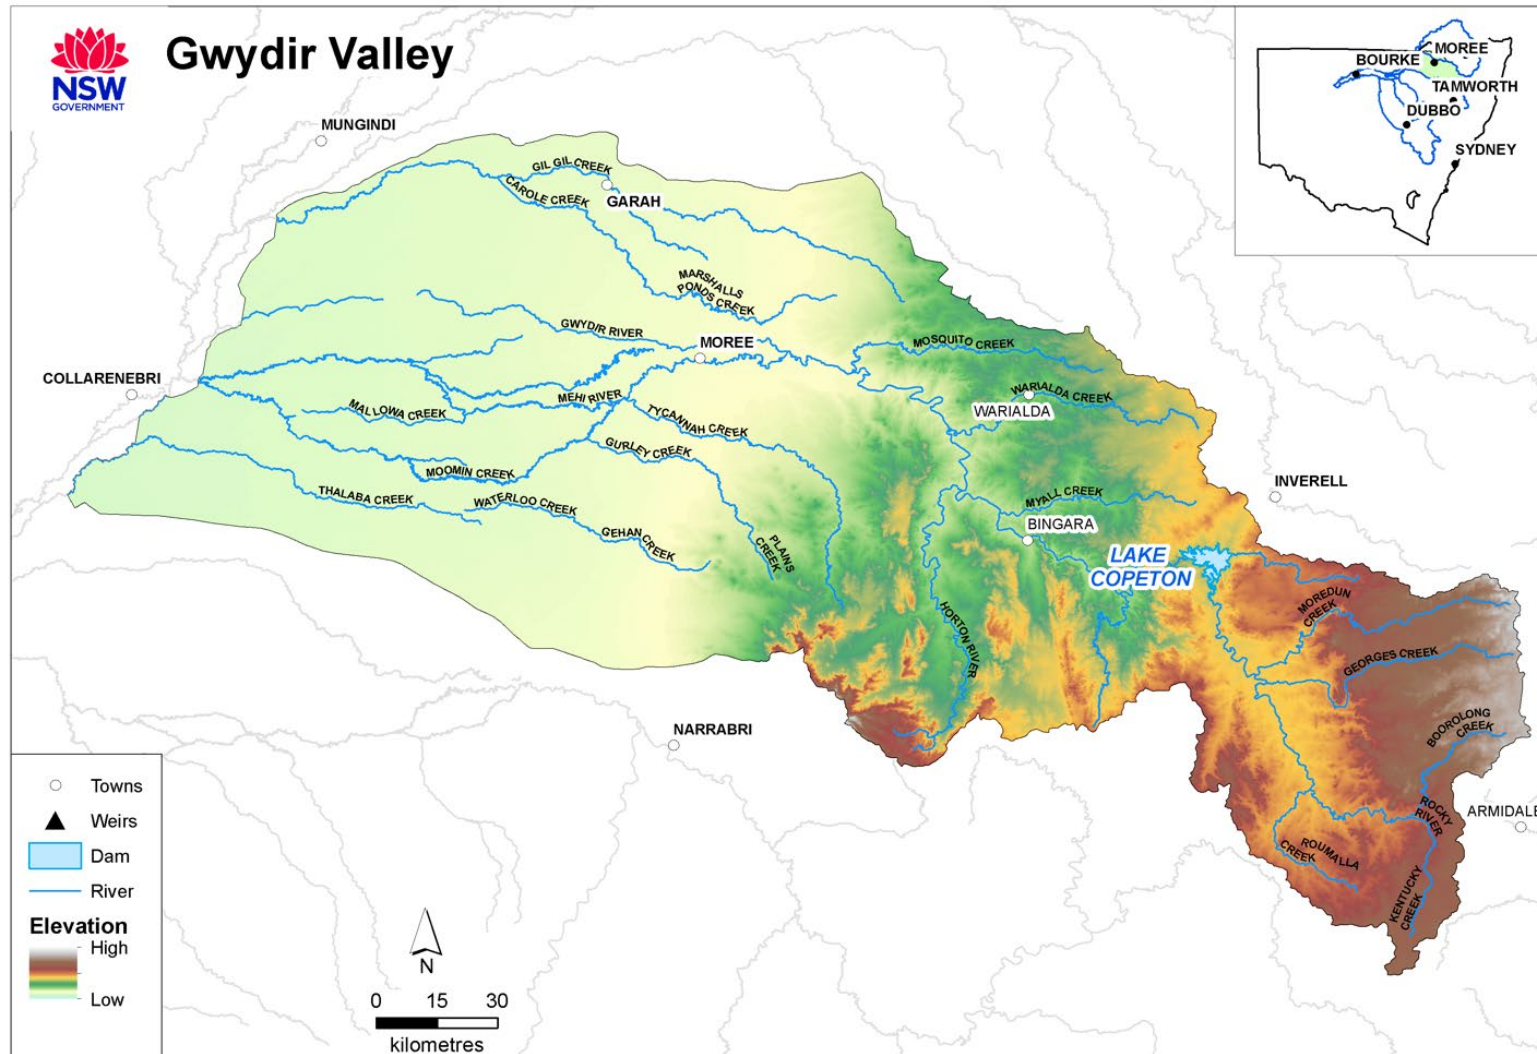 Gwydir Valley
NSW
GOVERNMENT
MOREE
BOURKE
TAMWORTH
DUBBO
SYDNEY
MUNGINDI
GIL GIL CREEK
CAROLE CREEK
GARAH
MARSHALLS
PONDS CREEK
GWYDIR RIVER
MOREE
MOSQUITO CREEK
COLLARENEBRI
MEHI RIVER
MALLOWA CREEK
WARIALDA CREEK
WARIALDA
TYCANNAH CREEK
GURLEY CREEK
MOOMIN CREEK
INVERELL
THALABA CREEK
WATERLOO CREEK
MYALL CREEK
BINGARA
GEHAN
CREEK
PLAINS
CREEK
LAKE
COPETON
HORTON RIVER
MOREDUN
CREEK
GEORGES CREEK
BOOROLONG
CREEK
NARRABRI
ROCKY
RIVER
ARMIDALE
ROUMALLA
CREEK
KENTUCKY
CREEK
Towns
Weirs
Dam
River
Elevation
High
Low
N
0 15 30
kilometres